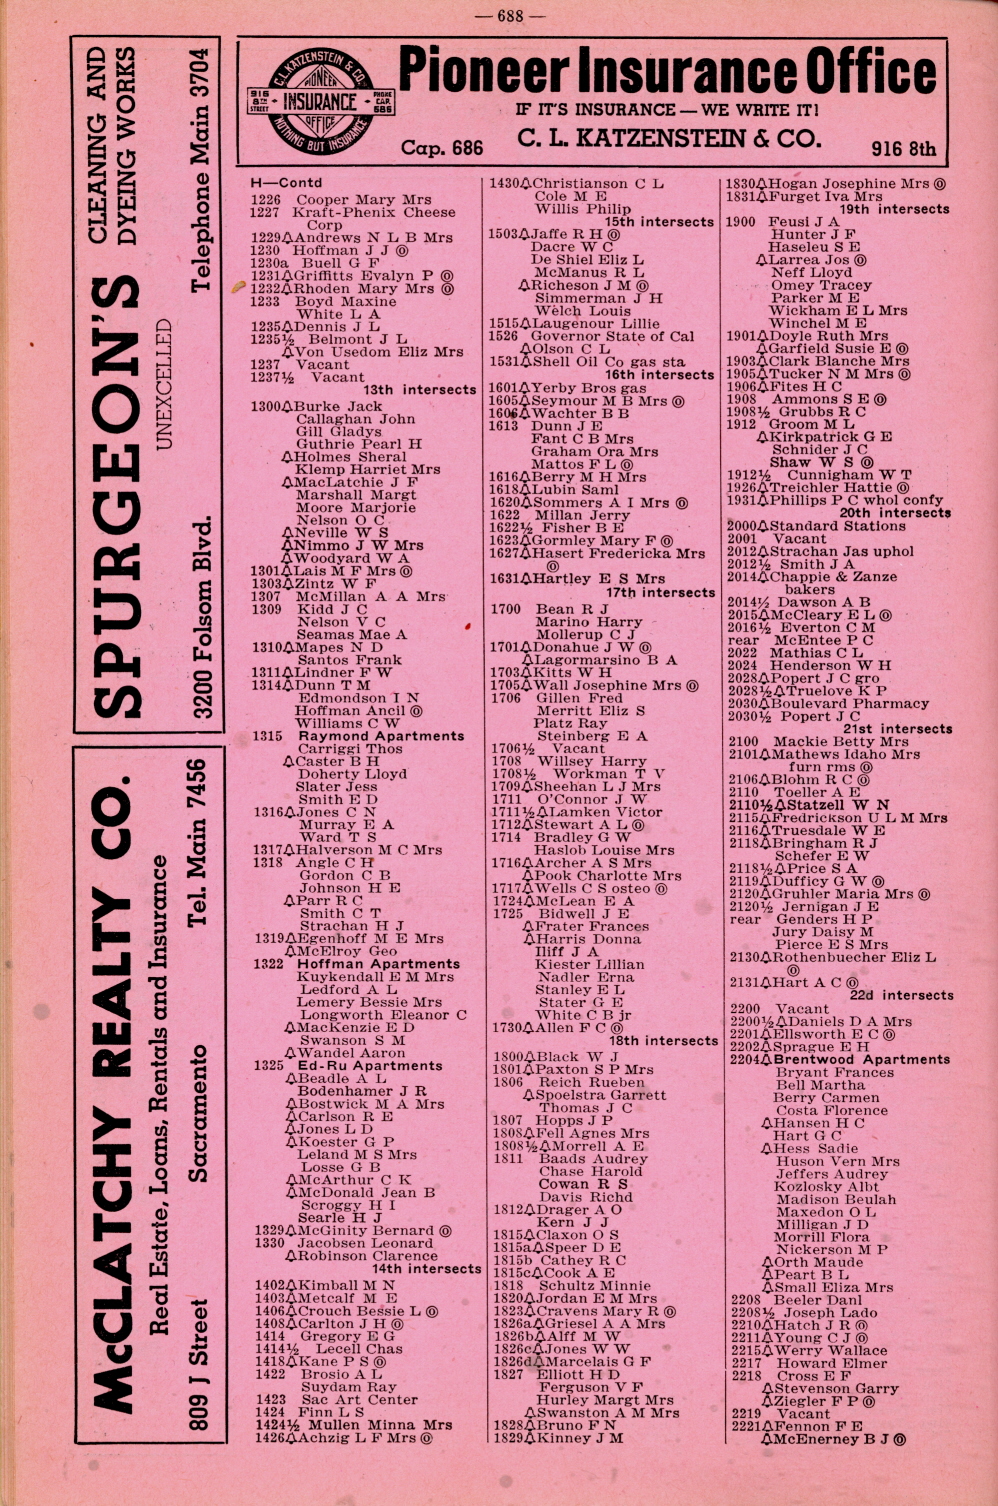 — 688 —
SPURGEON'S
CLEANING AND
DYEING WORKS
UNEXCELLED
3200 Folsom Blvd.
Telephone Main 3704
McCLATCHY REALTY CO.
Real Estate, Loans, Rentals and Insurance
809 J Street
Sacramento
Tel. Main 7456
C. L. KATZENSTEIN & CO.
PIONEER
INSURANCE
OFFICE
NOTHING BUT INSURANCE
916
8TH
STREET
PHONE
CAP.
686
Pioneer Insurance Office
IF IT'S INSURANCE — WE WRITE IT!
Cap. 686
C. L. KATZENSTEIN & CO.
916 8th
H—Contd
1226 Cooper Mary Mrs
1227 Kraft-Phenix Cheese
Corp
1229△Andrews N L B Mrs
1230 Hoffman J J ⓞ
1230a Buell G F
1231△Griffitts Evalyn P ⓞ
1232△Rhoden Mary Mrs ⓞ
1233 Boyd Maxine
White L A
1235△Dennis J L
1235½ Belmont J L
△Von Usedom Eliz Mrs
1237 Vacant
1237½ Vacant
13th intersects
1300△Burke Jack
Callaghan John
Gill Gladys
Guthrie Pearl H
△Holmes Sheral
Klemp Harriet Mrs
△MacLatchie J F
Marshall Margt
Moore Marjorie
Nelson O C
△Neville W S
△Nimmo J W Mrs
△Woodyard W A
1301△Lais M F Mrs ⓞ
1303△Zintz W F
1307 McMillan A A Mrs
1309 Kidd J C
Nelson V C
Seamas Mae A
1310△Mapes N D
Santos Frank
1311△Lindner F W
1314△Dunn T M
Edmondson I N
Hoffman Ancil ⓞ
Williams C W
1315 Raymond Apartments
Carriggi Thos
△Caster B H
Doherty Lloyd
Slater Jess
Smith E D
1316△Jones C N
Murray E A
Ward T S
1317△Halverson M C Mrs
1318 Angle C H
Gordon C B
Johnson H E
△Parr R C
Smith C T
Strachan H J
1319△Egenhoff M E Mrs
△McElroy Geo
1322 Hoffman Apartments
Kuykendall E M Mrs
Ledford A L
Lemery Bessie Mrs
Longworth Eleanor C
△MacKenzie E D
Swanson S M
△Wandel Aaron
1325 Ed-Ru Apartments
△Beadle A L
Bodenhamer J R
△Bostwick M A Mrs
△Carlson R E
△Jones L D
△Koester G P
Leland M S Mrs
Losse G B
△McArthur C K
△McDonald Jean B
Scroggy H I
Searle H J
1329△McGinity Bernard ⓞ
1330 Jacobsen Leonard
△Robinson Clarence
14th intersects
1402△Kimball M N
1403△Metcalf M E
1406△Crouch Bessie L ⓞ
1408△Carlton J H ⓞ
1414 Gregory E G
1414½ Lecell Chas
1418△Kane P S ⓞ
1422 Brosio A L
Suydam Ray
1423 Sac Art Center
1424 Finn L S
1424½ Mullen Minna Mrs
1426△Achzig L F Mrs ⓞ
1430△Christianson C L
Cole M E
Willis Philip
15th intersects
1503△Jaffe R H ⓞ
Dacre W C
De Shiel Eliz L
McManus R L
△Richeson J M ⓞ
Simmerman J H
Welch Louis
1515△Laugenour Lillie
1526 Governor State of Cal
△Olson C L
1531△Shell Oil Co gas sta
16th intersects
1601△Yerby Bros gas
1605△Seymour M B Mrs ⓞ
1606△Wachter B B
1613 Dunn J E
Fant C B Mrs
Graham Ora Mrs
Mattos F L ⓞ
1616△Berry M H Mrs
1618△Lubin Saml
1620△Sommers A I Mrs ⓞ
1622 Millan Jerry
1622½ Fisher B E
1623△Gormley Mary F ⓞ
1627△Hasert Fredericka Mrs
ⓞ
1631△Hartley E S Mrs
17th intersects
1700 Bean R J
Marino Harry
Mollerup C J
1701△Donahue J W ⓞ
△Lagormarsino B A
1703△Kitts W H
1705△Wall Josephine Mrs ⓞ
1706 Gillen Fred
Merritt Eliz S
Platz Ray
Steinberg E A
1706½ Vacant
1708 Willsey Harry
1708½ Workman T V
1709△Sheehan L J Mrs
1711 O'Connor J W
1711½△Lamken Victor
1712△Stewart A L ⓞ
1714 Bradley G W
Haslob Louise Mrs
1716△Archer A S Mrs
△Pook Charlotte Mrs
1717△Wells C S osteo ⓞ
1724△McLean E A
1725 Bidwell J E
△Frater Frances
△Harris Donna
Iliff J A
Kiester Lillian
Nadler Erna
Stanley E L
Stater G E
White C B jr
1730△Allen F C ⓞ
18th intersects
1800△Black W J
1801△Paxton S P Mrs
1806 Reich Rueben
△Spoelstra Garrett
Thomas J C
1807 Hopps J P
1808△Fell Agnes Mrs
1808½△Morrell A E
1811 Baads Audrey
Chase Harold
Cowan R S
Davis Richd
1812△Drager A O
Kern J J
1815△Claxon O S
1815a△Speer D E
1815b Cathey R C
1815c△Cook A E
1818 Schultz Minnie
1820△Jordan E M Mrs
1823△Cravens Mary R ⓞ
1826a△Griesel A A Mrs
1826b△Alff M W
1826c△Jones W W
1826d△Marcelais G F
1827 Elliott H D
Ferguson V F
Hurley Margt Mrs
△Swanston A M Mrs
1828△Bruno F N
1829△Kinney J M
1830△Hogan Josephine Mrs ⓞ
1831△Furget Iva Mrs
19th intersects
1900 Feusi J A
Hunter J F
Haseleu S E
△Larrea Jos ⓞ
Neff Lloyd
Omey Tracey
Parker M E
Wickham E L Mrs
Winchel M E
1901△Doyle Ruth Mrs
△Garfield Susie E ⓞ
1903△Clark Blanche Mrs
1905△Tucker N M Mrs ⓞ
1906△Fites H C
1908 Ammons S E ⓞ
1908½ Grubbs R C
1912 Groom M L
△Kirkpatrick G E
Schnider J C
Shaw W S ⓞ
1912½ Cunnigham W T
1926△Treichler Hattie ⓞ
1931△Phillips P C whol confy
20th intersects
2000△Standard Stations
2001 Vacant
2012△Strachan Jas uphol
2012½ Smith J A
2014△Chappie & Zanze
bakers
2014½ Dawson A B
2015△McCleary E L ⓞ
2016½ Everton C M
rear McEntee P C
2022 Mathias C L
2024 Henderson W H
2028△Popert J C gro
2028½△Truelove K P
2030△Boulevard Pharmacy
2030½ Popert J C
21st intersects
2100 Mackie Betty Mrs
2101△Mathews Idaho Mrs
furn rms ⓞ
2106△Blohm R C ⓞ
2110 Toeller A E
2110½△Statzell W N
2115△Fredrickson U L M Mrs
2116△Truesdale W E
2118△Bringham R J
Schefer E W
2118½△Price S A
2119△Dufficy G W ⓞ
2120△Gruhler Maria Mrs ⓞ
2120½ Jernigan J E
rear Genders H P
Jury Daisy M
Pierce E S Mrs
2130△Rothenbuecher Eliz L
ⓞ
2131△Hart A C ⓞ
22d intersects
2200 Vacant
2200½△Daniels D A Mrs
2201△Ellsworth E C ⓞ
2202△Sprague E H
2204△Brentwood Apartments
Bryant Frances
Bell Martha
Berry Carmen
Costa Florence
△Hansen H C
Hart G C
△Hess Sadie
Huson Vern Mrs
Jeffers Audrey
Kozlosky Albt
Madison Beulah
Maxedon O L
Milligan J D
Morrill Flora
Nickerson M P
△Orth Maude
△Peart B L
△Small Eliza Mrs
2208 Beeler Danl
2208½ Joseph Lado
2210△Hatch J R ⓞ
2211△Young C J ⓞ
2215△Werry Wallace
2217 Howard Elmer
2218 Cross E F
△Stevenson Garry
△Ziegler F P ⓞ
2219 Vacant
2221△Fennon F E
△McEnerney B J ⓞ